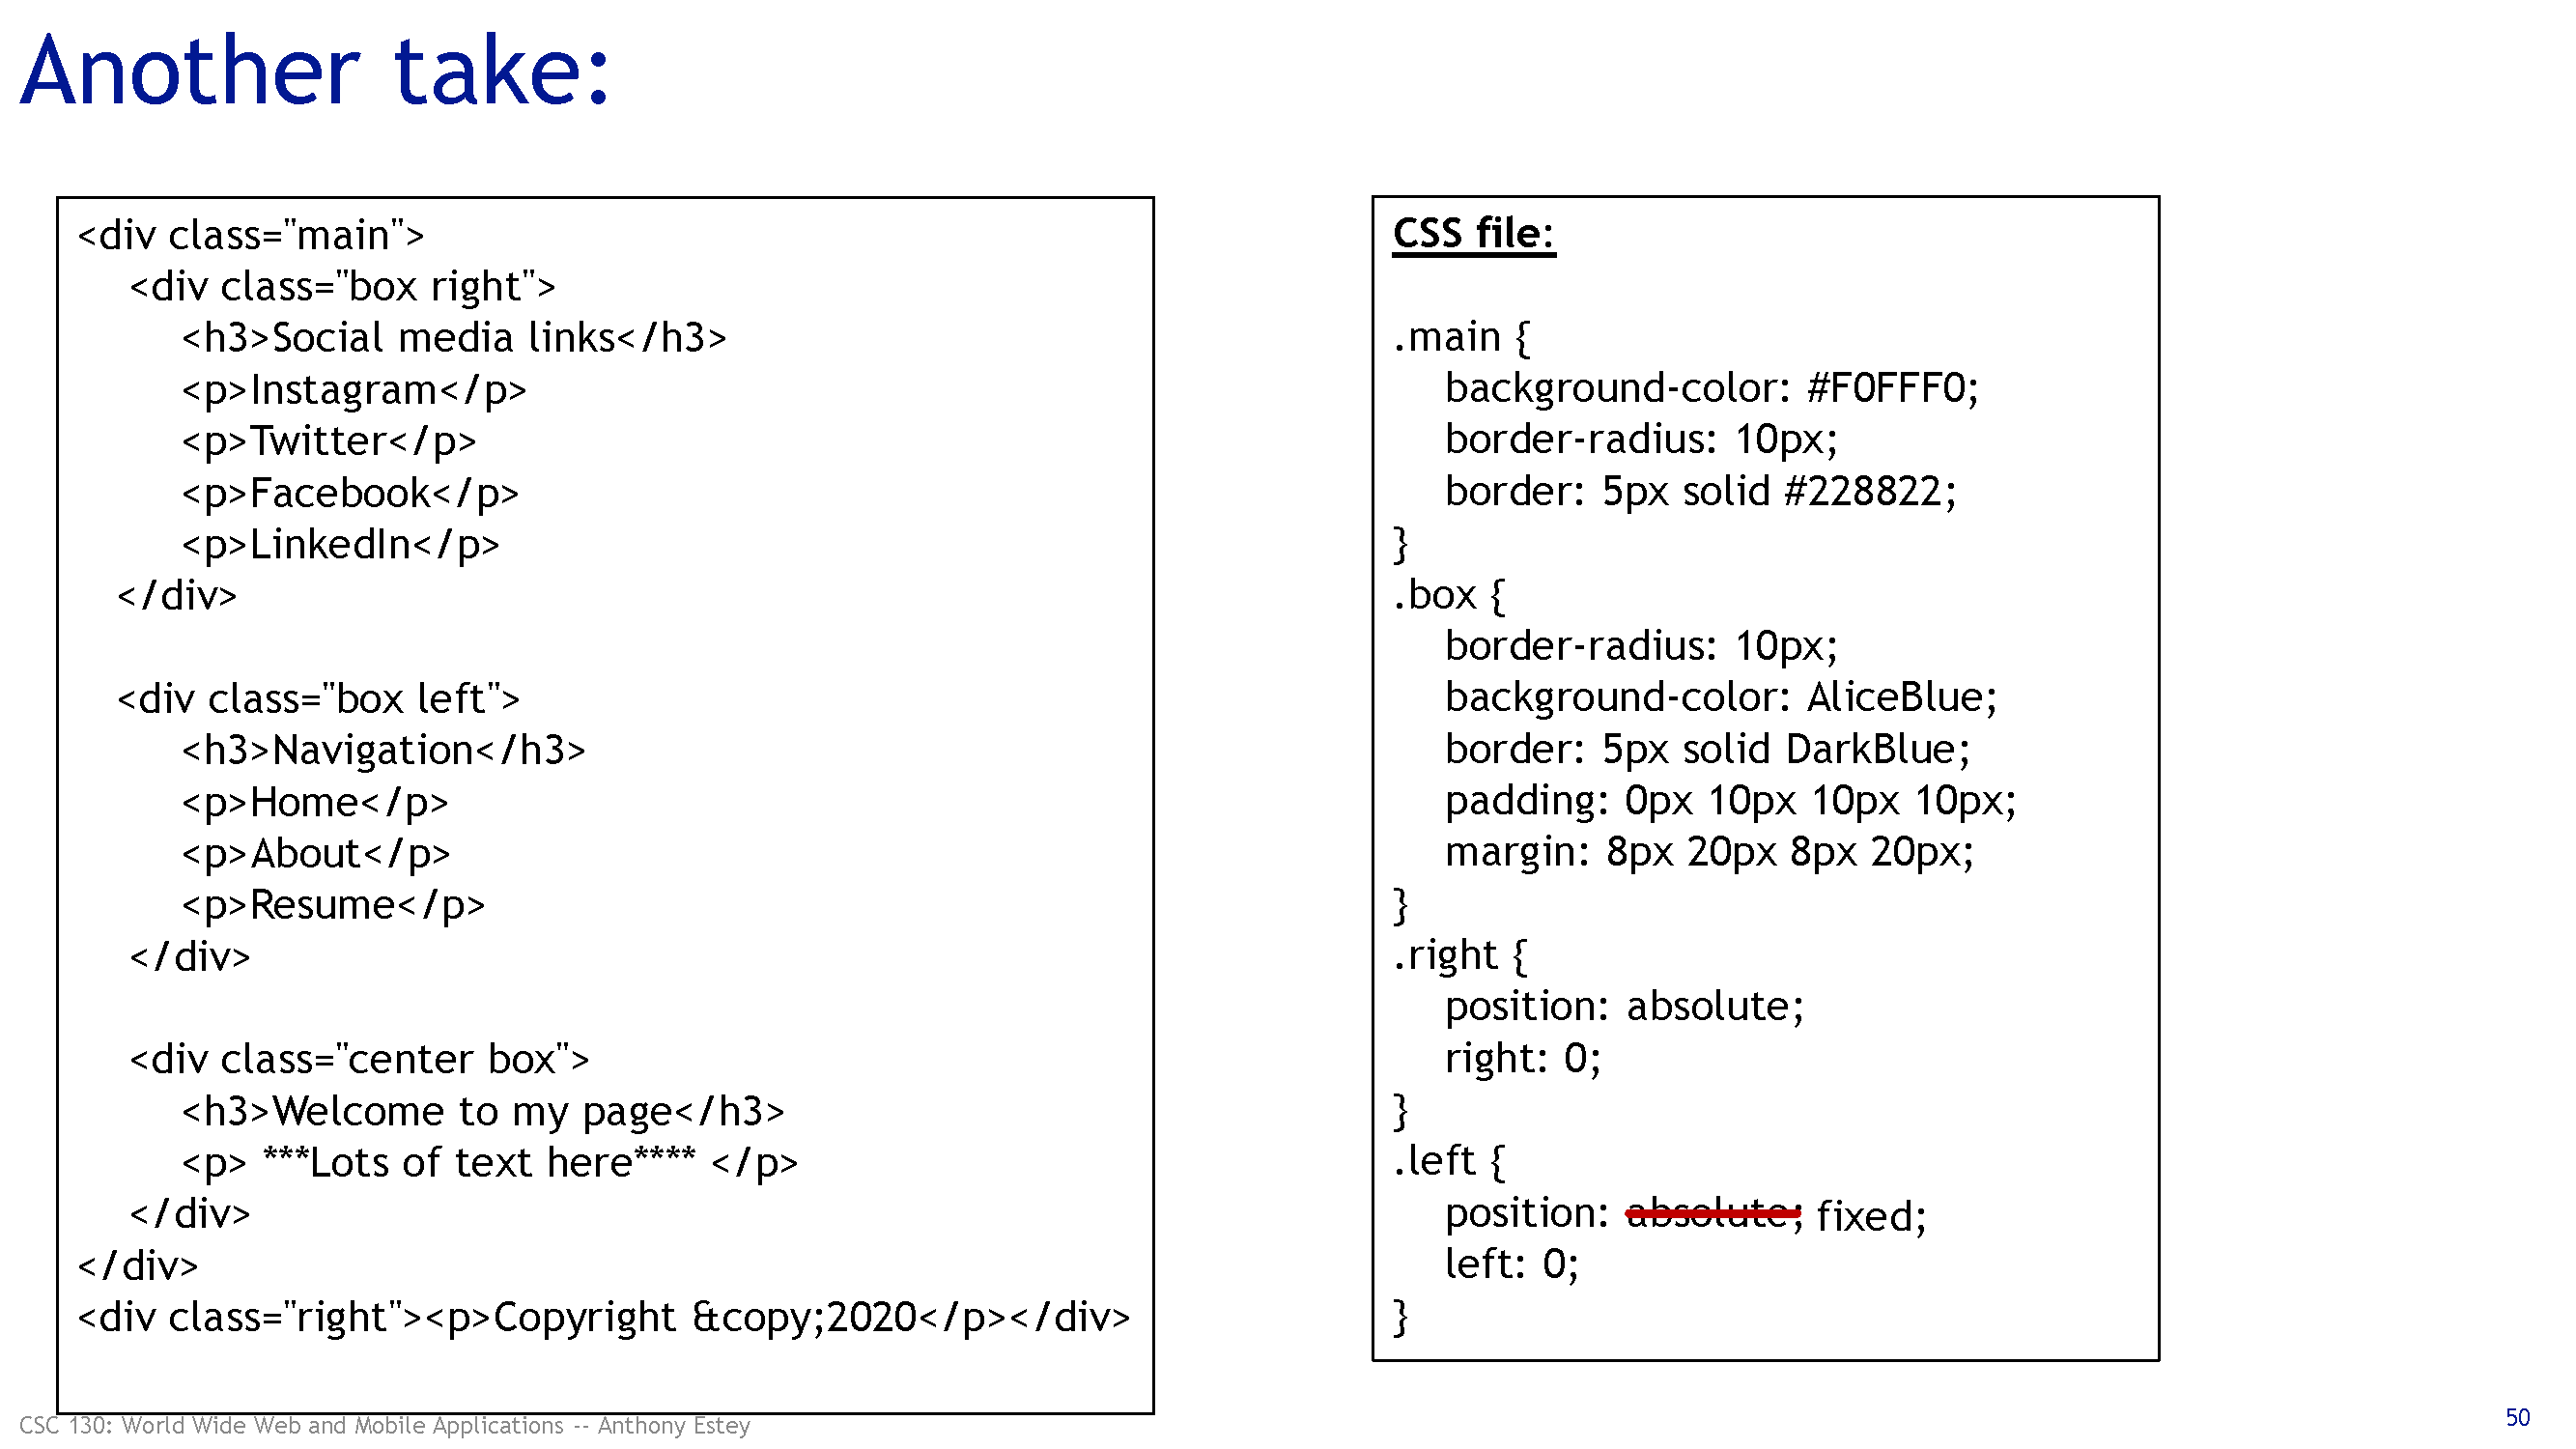 Another take:
<div class="main">
<div class="box right">
<h3>Social media links</h3>
<p>Instagram</p>
<p>Twitter</p>
<p>Facebook</p>
<p>LinkedIn</p>
</div>
<div class="box left">
<h3>Navigation</h3>
<p>Home</p>
<p>About</p>
<p>Resume</p>
</div>
<div class="center box">
<h3>Welcome to my page</h3>
<p> ***Lots of text here**** </p>
</div>
</div>
<div class="right"><p>Copyright &copy;2020</p></div>
CSS file:
.main {
background-color: #F0FFF0;
border-radius: 10px;
border: 5px solid #228822;
}
.box {
border-radius: 10px;
background-color: AliceBlue;
border: 5px solid DarkBlue;
padding: 0px 10px 10px 10px;
margin: 8px 20px 8px 20px;
}
.right {
position: absolute;
right: 0;
}
.left {
position: absolute; fixed;
left: 0;
}
CSC 130: World Wide Web and Mobile Applications -- Anthony Estey
50